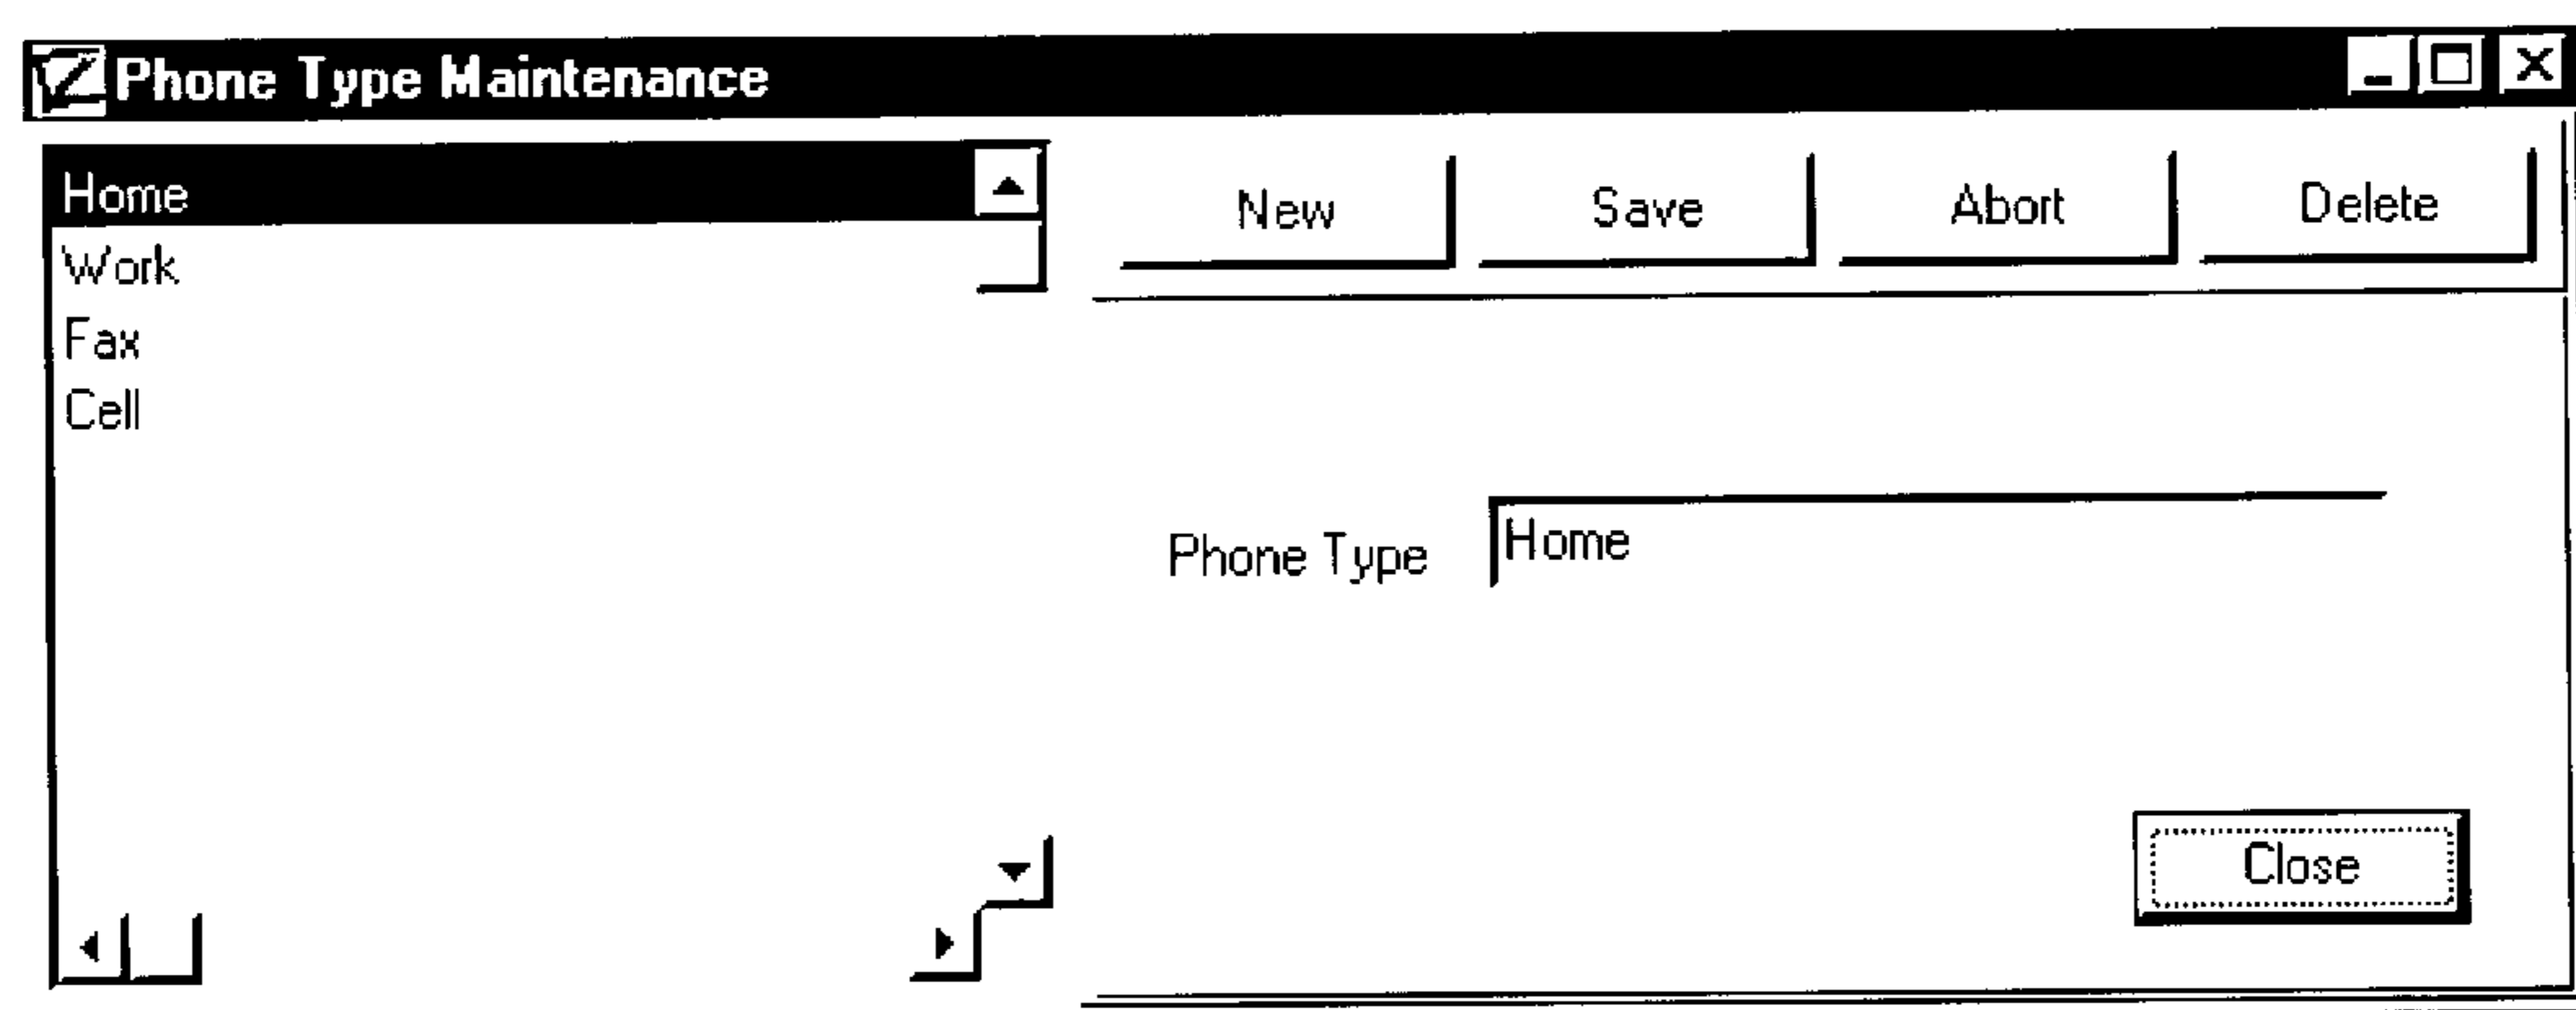 Phone Type Maintenance
Home
Work
Fax
Cell
New Save Abort Delete
Phone Type Home
Close